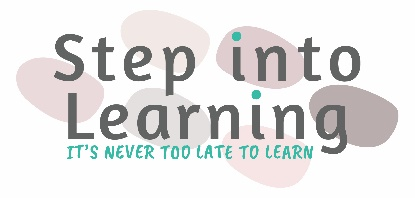 Step into
Learning
IT'S NEVER TOO LATE TO LEARN